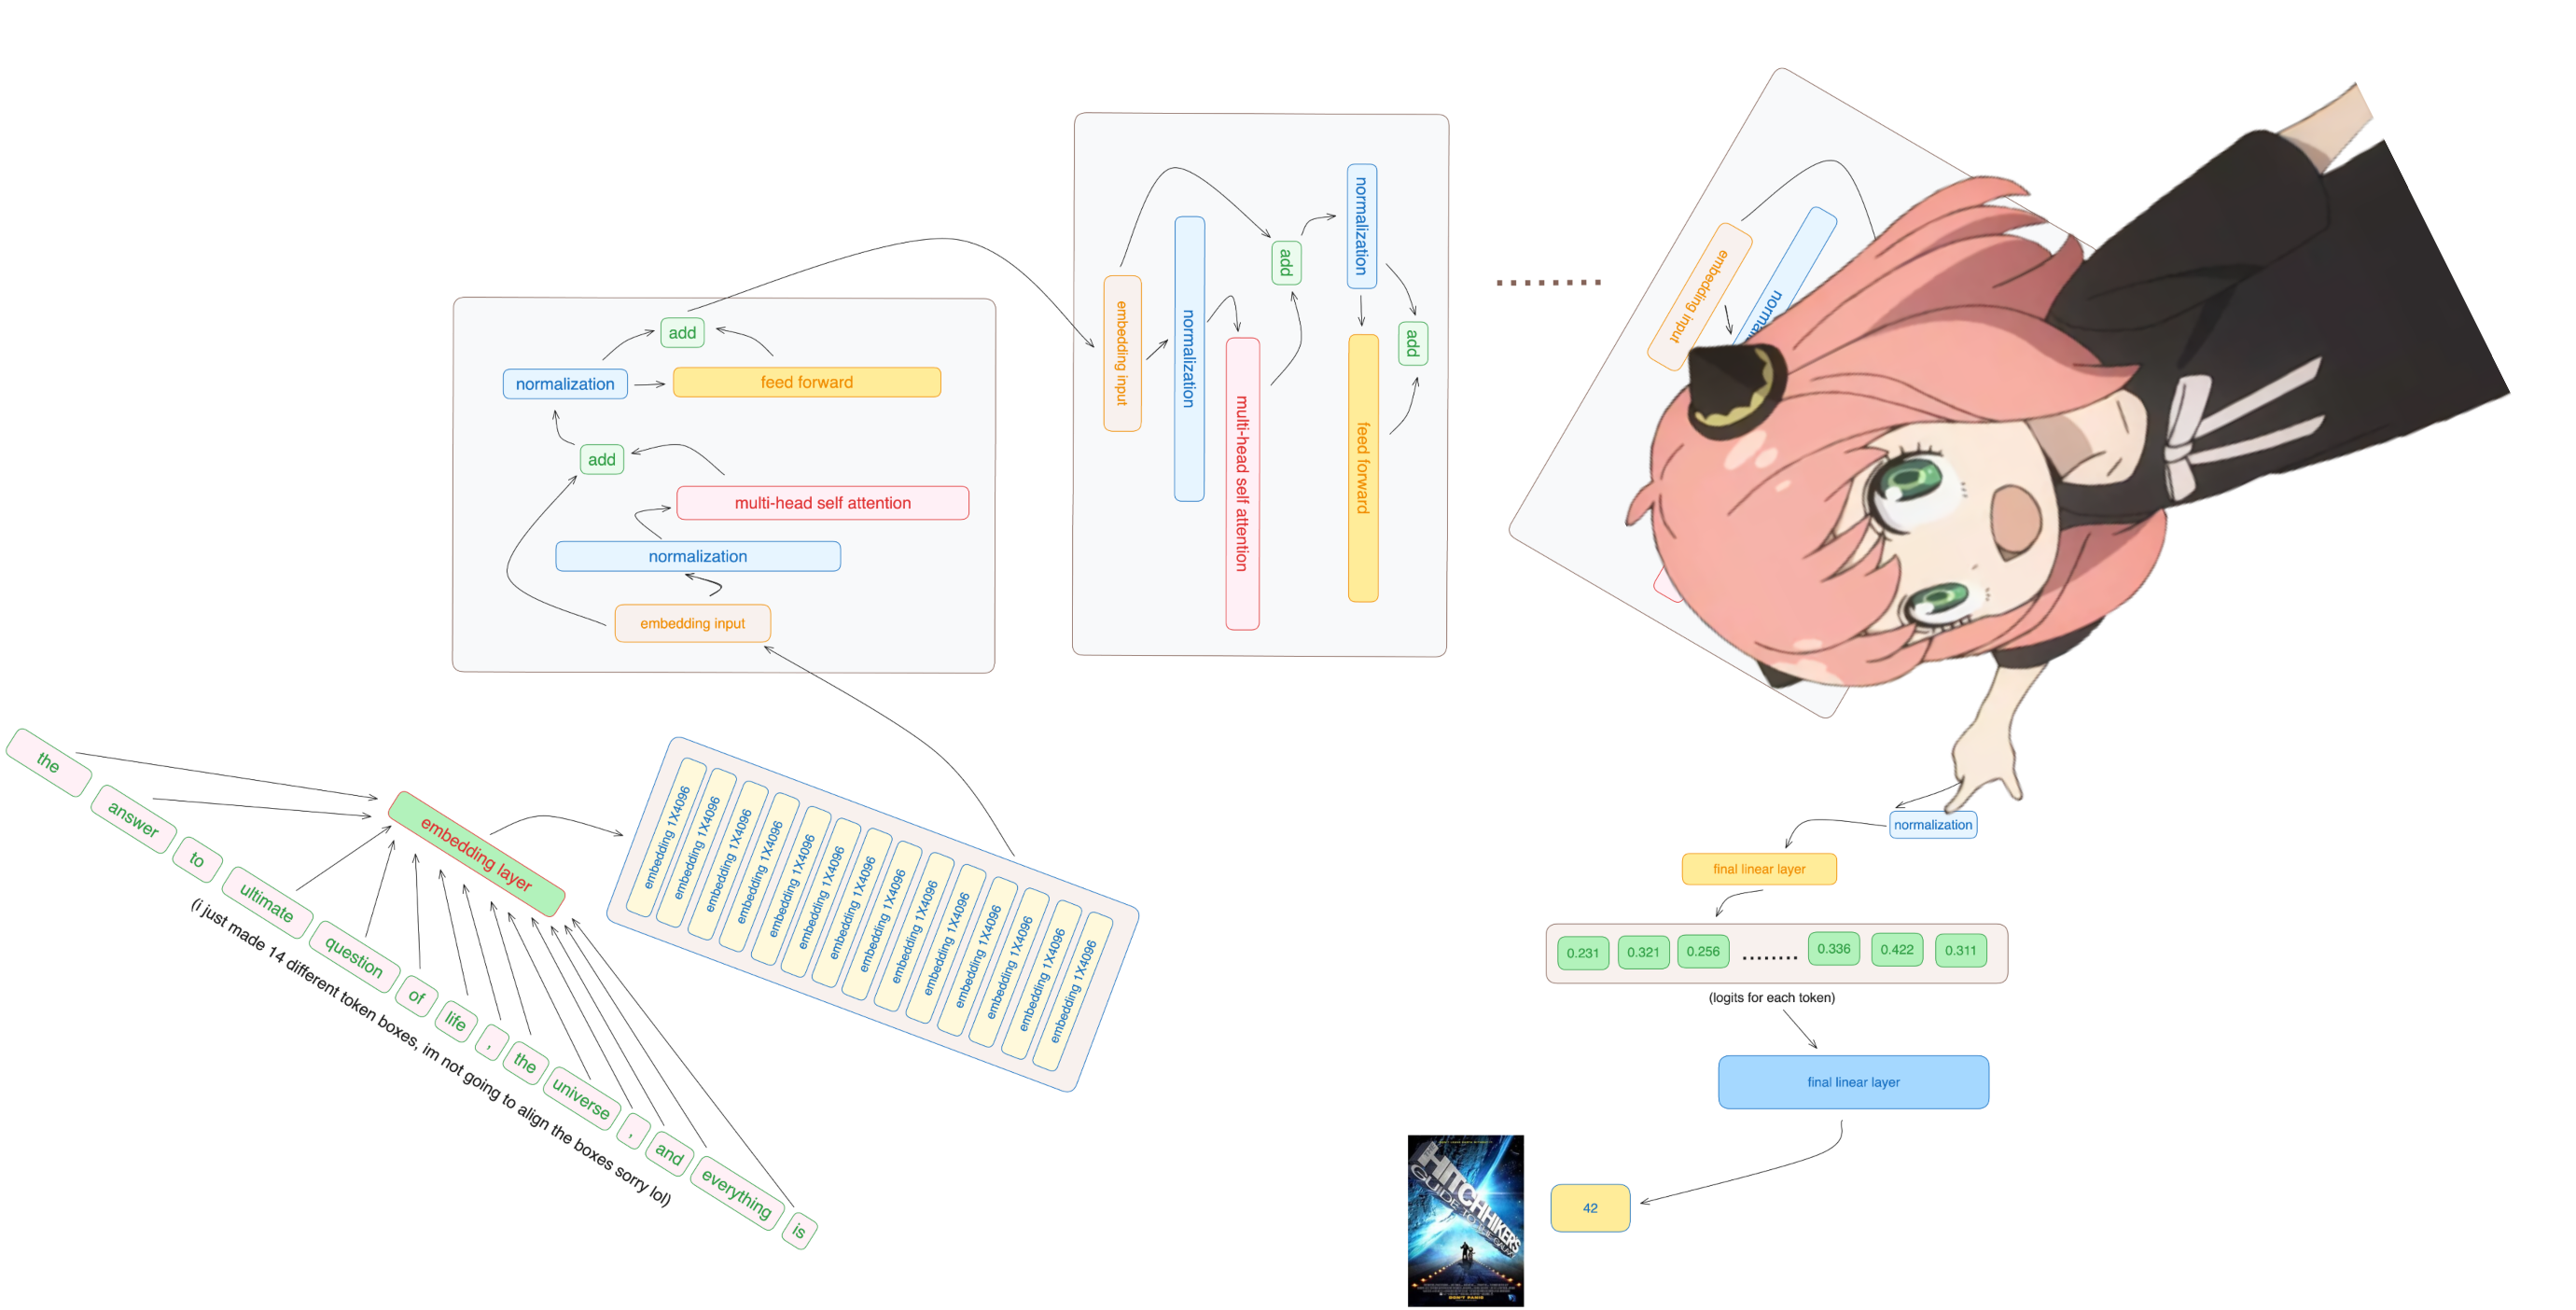 the
answer
to
ultimate
question
of
life
,
the
universe
,
and
everything
is
(i just made 14 different token boxes, im not going to align the boxes sorry lol)
embedding layer
embedding 1X4096
embedding 1X4096
embedding 1X4096
embedding 1X4096
embedding 1X4096
embedding 1X4096
embedding 1X4096
embedding 1X4096
embedding 1X4096
embedding 1X4096
embedding 1X4096
embedding 1X4096
embedding 1X4096
embedding 1X4096
embedding input
normalization
multi-head self attention
add
normalization
feed forward
add
embedding input
normalization
multi-head self attention
add
normalization
feed forward
add
........
embedding input
norma
normalization
final linear layer
0.231 0.321 0.256 ........ 0.336 0.422 0.311
(logits for each token)
final linear layer
42
HITCHHIKER'S
GUIDE TO THE GALAXY
DON'T PANIC